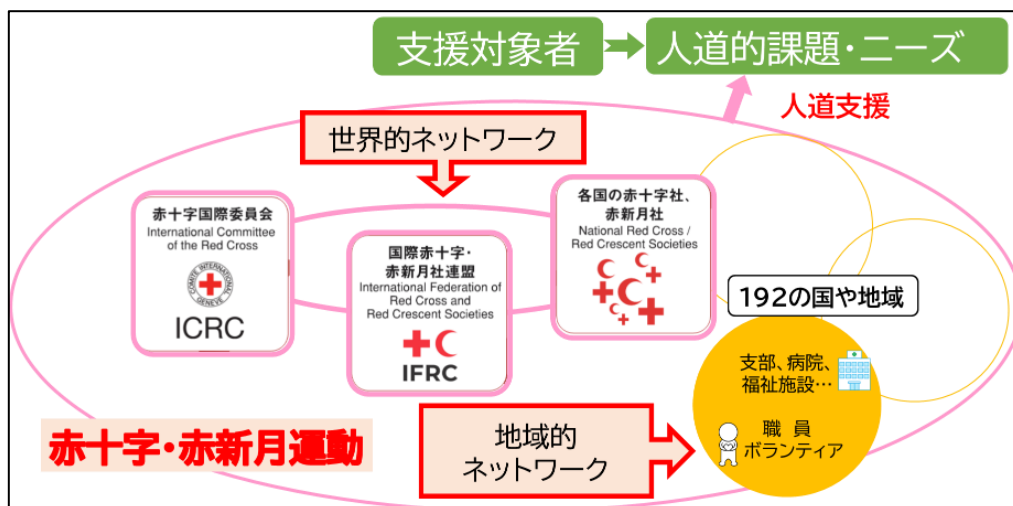 支援対象者
人道的課題・ニーズ
人道支援
世界的ネットワーク
赤十字国際委員会
International Committee
of the Red Cross
COMITE INTERNATIONAL
GENEVE
ICRC
国際赤十字・
赤新月社連盟
International Federation of
Red Cross and
Red Crescent Societies
IFRC
各国の赤十字社、
赤新月社
National Red Cross /
Red Crescent Societies
192の国や地域
支部、病院、
福祉施設…
職 員
ボランティア
地域的
ネットワーク
赤十字・赤新月運動